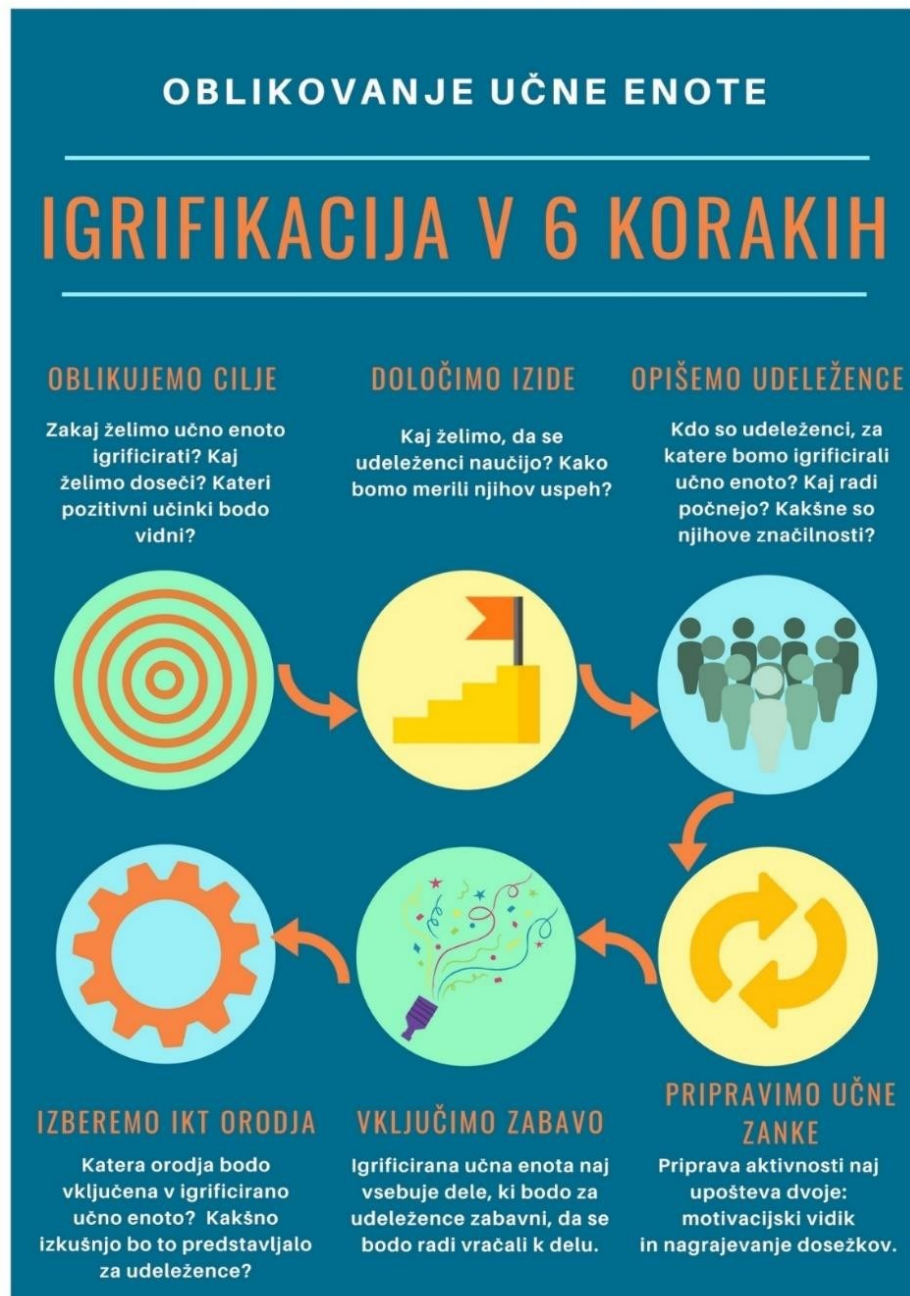 OBLIKOVANJE UČNE ENOTE
IGRIFIKACIJA V 6 KORAKIH
OBLIKUJEMO CILJE
Zakaj želimo učno enoto
igrificirati? Kaj
želimo doseči? Kateri
pozitivni učinki bodo
vidni?
DOLOČIMO IZIDE
Kaj želimo, da se
udeleženci naučijo? Kako
bomo merili njihov uspeh?
OPIŠEMO UDELEŽENCE
Kdo so udeleženci, za
katere bomo igrificirali
učno enoto? Kaj radi
počnejo? Kakšne so
njihove značilnosti?
PRIPRAVIMO UČNE
ZANKE
Priprava aktivnosti naj
upošteva dvoje:
motivacijski vidik
in nagrajevanje dosežkov.
VKLJUČIMO ZABAVO
Igrificirana učna enota naj
vsebuje dele, ki bodo za
udeležence zabavni, da se
bodo radi vračali k delu.
IZBEREMO IKT ORODJA
Katera orodja bodo
vključena v igrificirano
učno enoto? Kakšno
izkušnjo bo to predstavljalo
za udeležence?